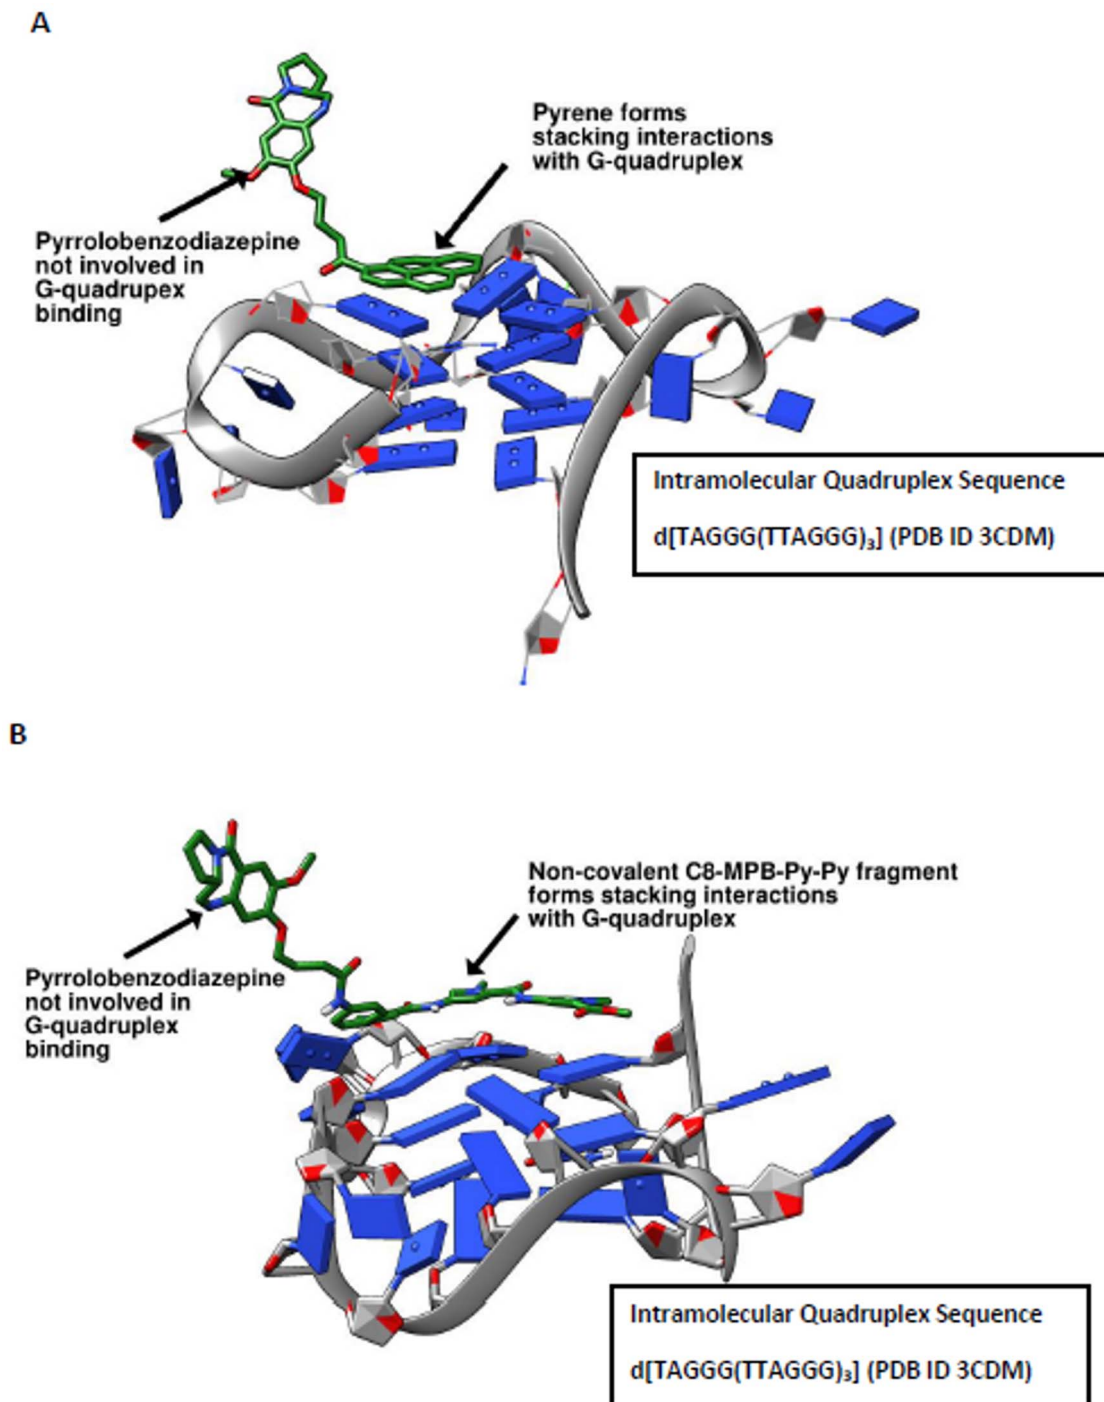 A
Pyrene forms
stacking interactions
with G-quadruplex
Pyrrolobenzodiazepine
not involved in
G-quadrupex
binding
Intramolecular Quadruplex Sequence
d[TAGGG(TTAGGG)₃] (PDB ID 3CDM)
B
Non-covalent C8-MPB-Py-Py fragment
forms stacking interactions
with G-quadruplex
Pyrrolobenzodiazepine
not involved in
G-quadruplex
binding
Intramolecular Quadruplex Sequence
d[TAGGG(TTAGGG)₃] (PDB ID 3CDM)